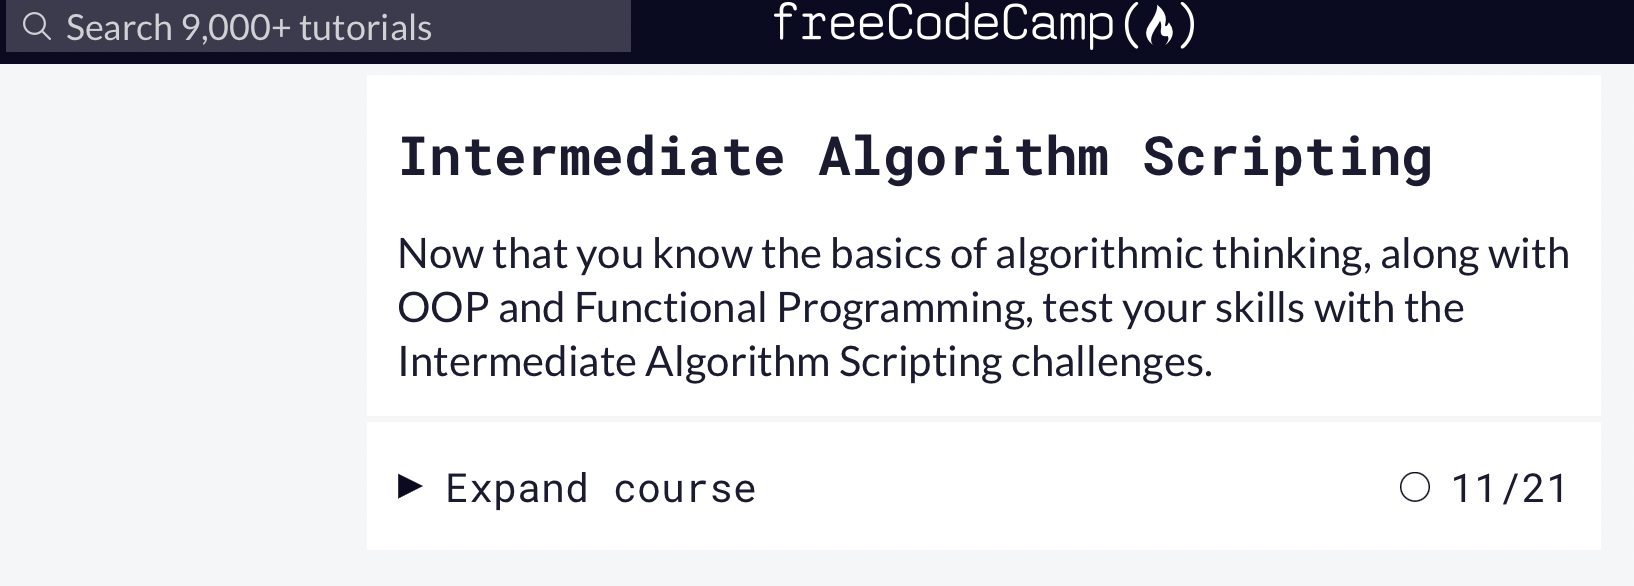 Search 9,000+ tutorials
freeCodeCamp(🔥)
Intermediate Algorithm Scripting
Now that you know the basics of algorithmic thinking, along with
OOP and Functional Programming, test your skills with the
Intermediate Algorithm Scripting challenges.
Expand course
11/21